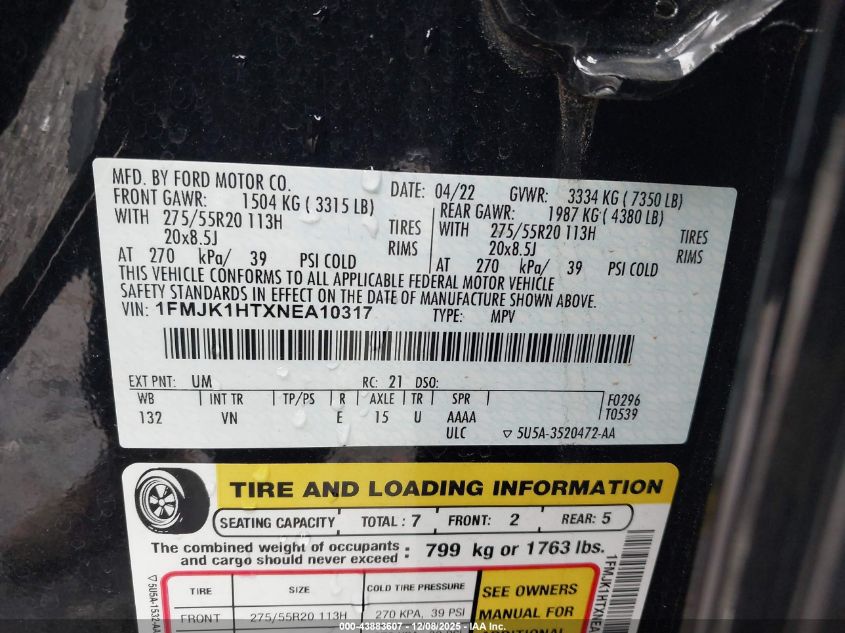 MFD. BY FORD MOTOR CO. DATE: 04/22 GVWR: 3334 KG ( 7350 LB)
FRONT GAWR: 1504 KG ( 3315 LB) REAR GAWR: 1987 KG ( 4380 LB)
WITH 275/55R20 113H TIRES WITH 275/55R20 113H TIRES
20x8.5J RIMS 20x8.5J RIMS
AT 270 kPa/ 39 PSI COLD AT 270 kPa/ 39 PSI COLD
THIS VEHICLE CONFORMS TO ALL APPLICABLE FEDERAL MOTOR VEHICLE
SAFETY STANDARDS IN EFFECT ON THE DATE OF MANUFACTURE SHOWN ABOVE.
VIN: 1FMJK1HTXNEA10317 TYPE: MPV
EXT PNT: UM RC: 21 DSO:
WB INT TR TP/PS R AXLE TR SPR F0296
132 VN E 15 U AAAA T0539
ULC ▽ 5U5A-3520472-AA
TIRE AND LOADING INFORMATION
SEATING CAPACITY TOTAL : 7 FRONT: 2 REAR: 5
The combined weight of occupants and cargo should never exceed : 799 kg or 1763 lbs.
TIRE SIZE COLD TIRE PRESSURE SEE OWNERS
FRONT 275/55R20 113H 270 KPA, 39 PSI MANUAL FOR
ADDITIONAL
▽ 5U5A-1532-AA
1FMJK1HTXNEA
000-43883607 - 12/08/2025 - IAA Inc.